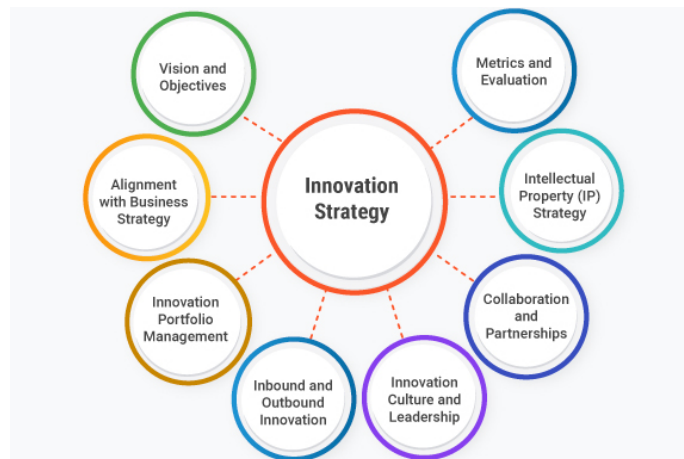 Vision and
Objectives
Metrics and
Evaluation
Alignment
with Business
Strategy
Innovation
Strategy
Intellectual
Property (IP)
Strategy
Innovation
Portfolio
Management
Collaboration
and
Partnerships
Inbound and
Outbound
Innovation
Innovation
Culture and
Leadership